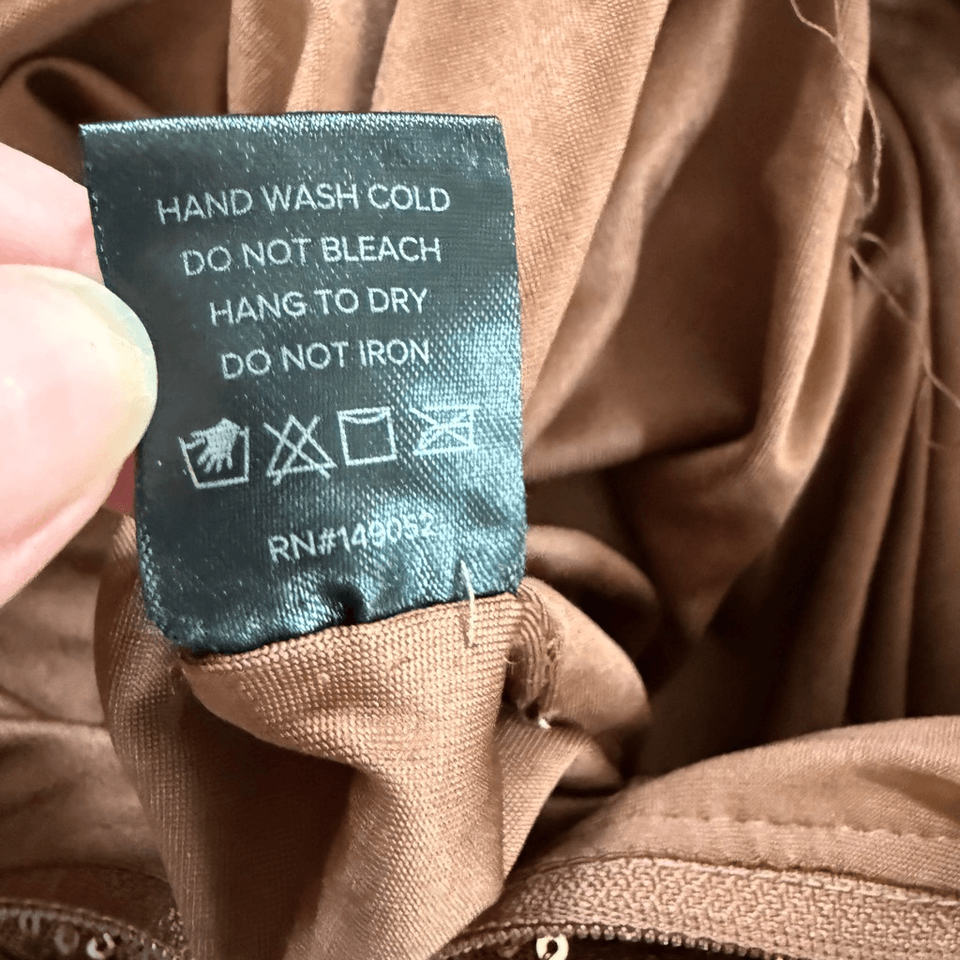 HAND WASH COLD
DO NOT BLEACH
HANG TO DRY
DO NOT IRON
RN#149052